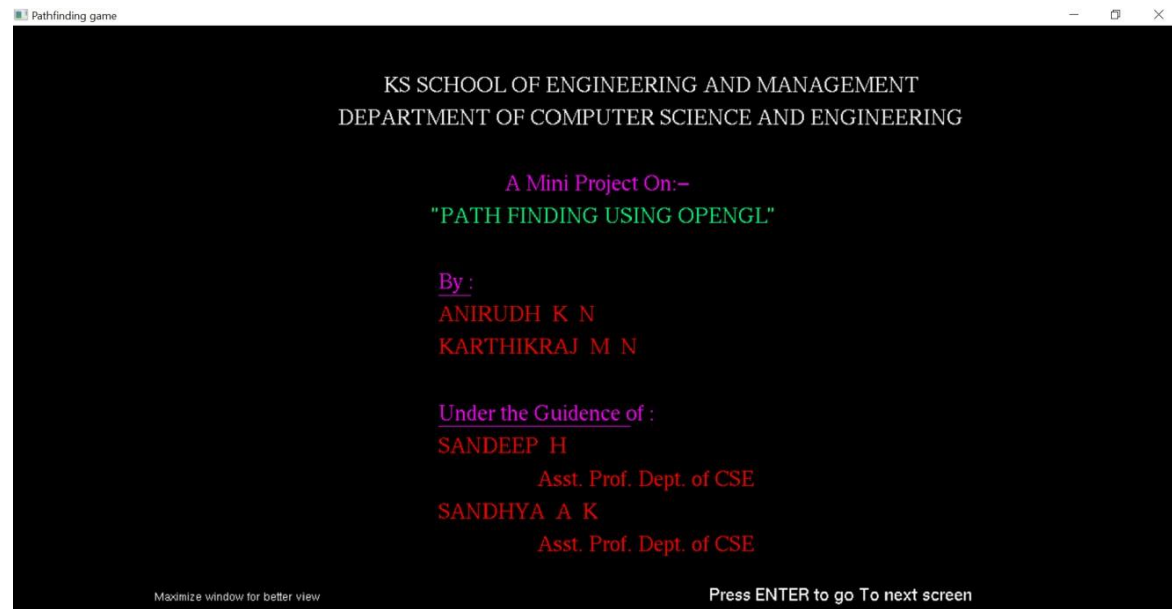 Pathfinding game
KS SCHOOL OF ENGINEERING AND MANAGEMENT
DEPARTMENT OF COMPUTER SCIENCE AND ENGINEERING
A Mini Project On:-
"PATH FINDING USING OPENGL"
By :
ANIRUDH K N
KARTHIKRAJ M N
Under the Guidence of :
SANDEEP H
Asst. Prof. Dept. of CSE
SANDHYA A K
Asst. Prof. Dept. of CSE
Maximize window for better view
Press ENTER to go To next screen